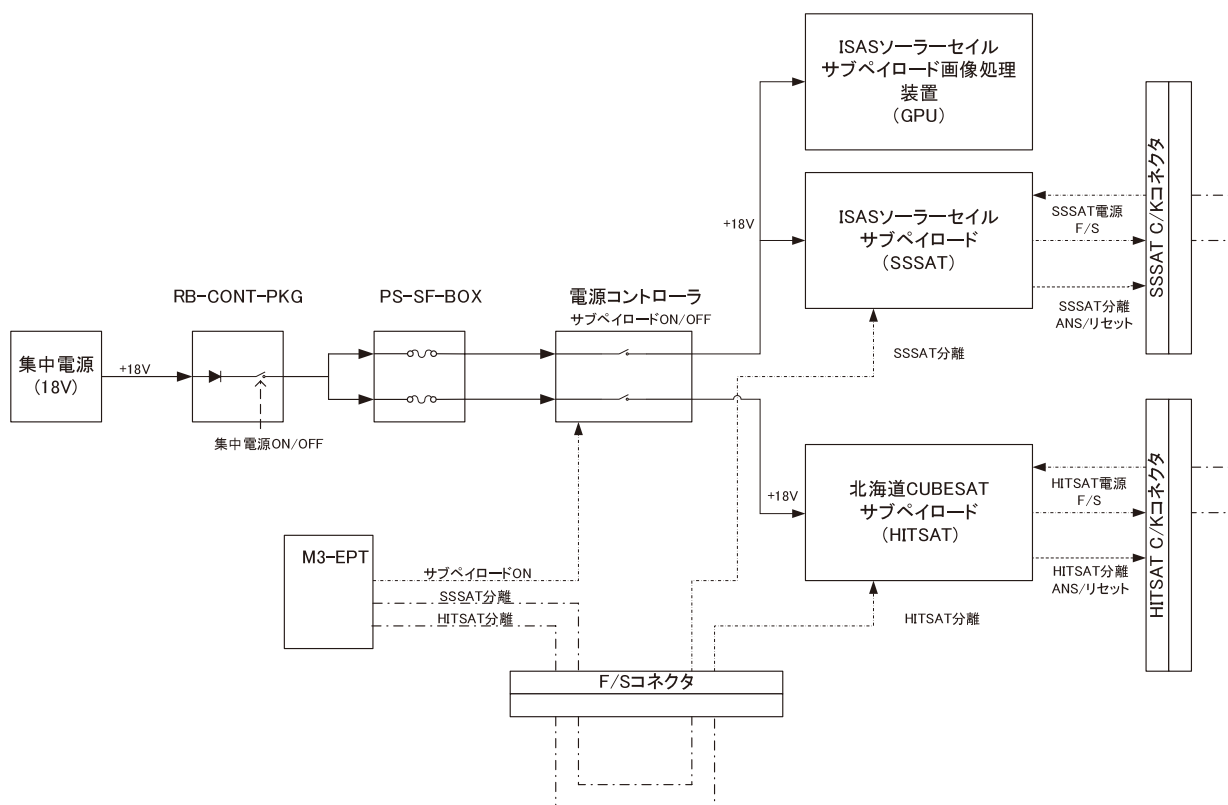 ISASソーラーセイル
サブペイロード画像処理
装置
(GPU)
ISASソーラーセイル
サブペイロード
(SSSAT)
+18V
SSSAT電源
F/S
SSSAT分離
ANS/リセット
SSSAT C/Kコネクタ
RB-CONT-PKG
PS-SF-BOX
電源コントローラ
サブペイロードON/OFF
SSSAT分離
集中電源
(18V)
+18V
集中電源ON/OFF
北海道CUBESAT
サブペイロード
(HITSAT)
+18V
HITSAT電源
F/S
HITSAT分離
ANS/リセット
HITSAT C/Kコネクタ
M3-EPT
サブペイロードON
SSSAT分離
HITSAT分離
HITSAT分離
F/Sコネクタ